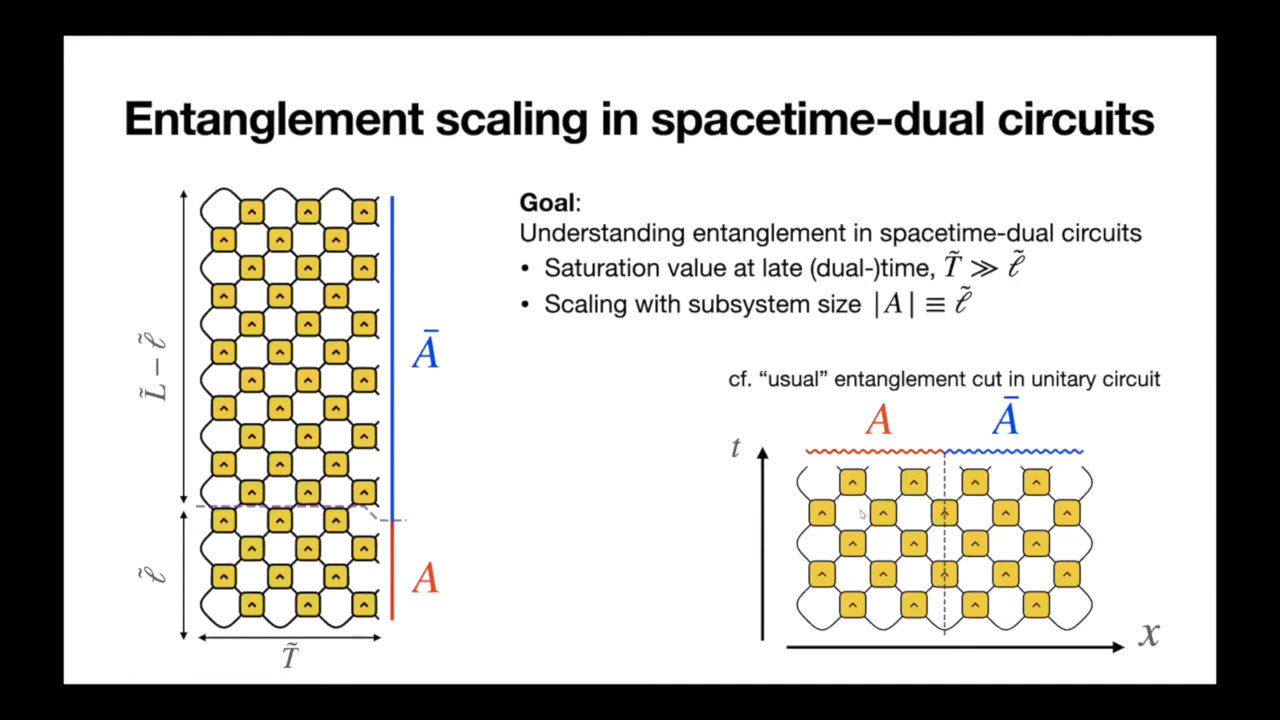 Entanglement scaling in spacetime-dual circuits
Goal:
Understanding entanglement in spacetime-dual circuits
• Saturation value at late (dual-)time, T̃ ≫ ℓ̃
• Scaling with subsystem size |A| ≡ ℓ̃
L̃ − ℓ̃
Ā
ℓ̃
A
T̃
cf. “usual” entanglement cut in unitary circuit
A Ā
t
x